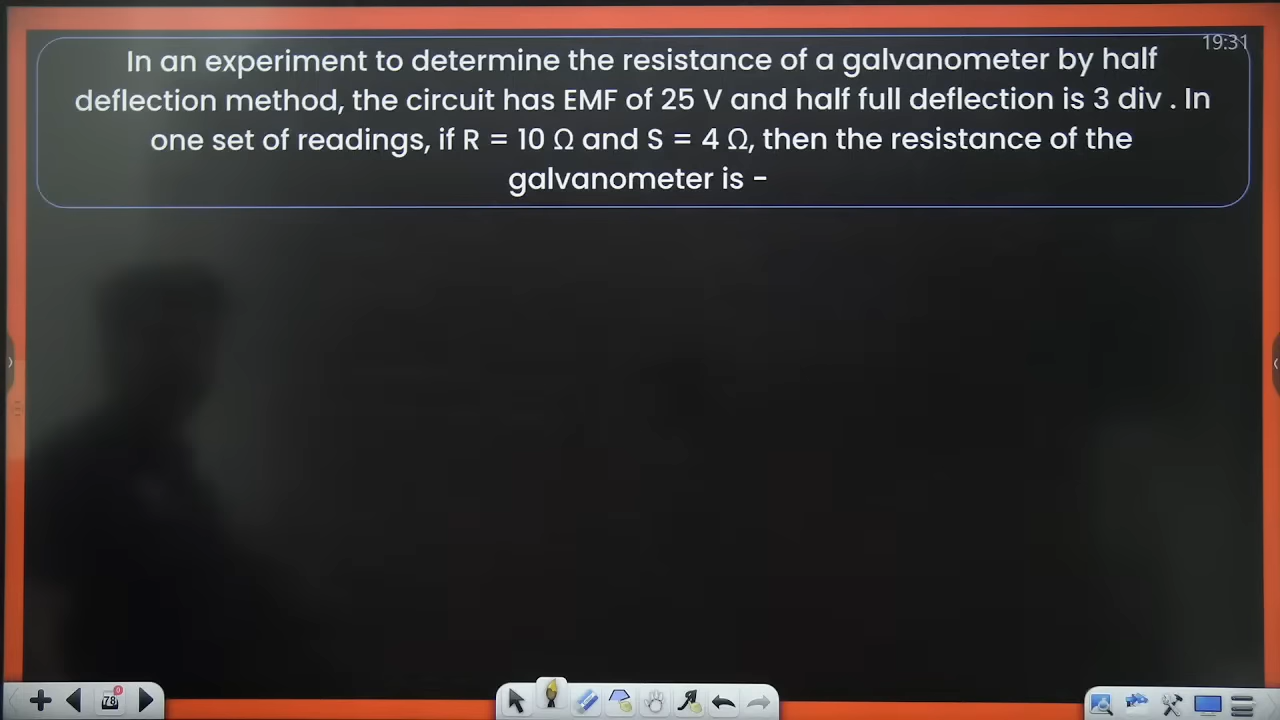 19:31
In an experiment to determine the resistance of a galvanometer by half
deflection method, the circuit has EMF of 25 V and half full deflection is 3 div . In
one set of readings, if R = 10 Ω and S = 4 Ω, then the resistance of the
galvanometer is -
78
0